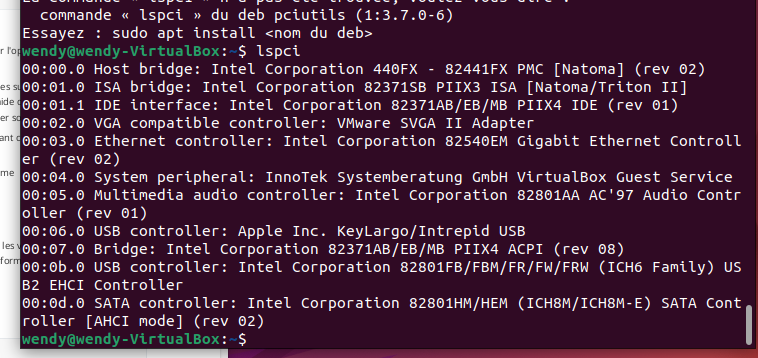 commande « lspci » du deb pciutils (1:3.7.0-6)
Essayez : sudo apt install <nom du deb>
wendy@wendy-VirtualBox:~$ lspci
00:00.0 Host bridge: Intel Corporation 440FX - 82441FX PMC [Natoma] (rev 02)
00:01.0 ISA bridge: Intel Corporation 82371SB PIIX3 ISA [Natoma/Triton II]
00:01.1 IDE interface: Intel Corporation 82371AB/EB/MB PIIX4 IDE (rev 01)
00:02.0 VGA compatible controller: VMware SVGA II Adapter
00:03.0 Ethernet controller: Intel Corporation 82540EM Gigabit Ethernet Controll
er (rev 02)
00:04.0 System peripheral: InnoTek Systemberatung GmbH VirtualBox Guest Service
00:05.0 Multimedia audio controller: Intel Corporation 82801AA AC'97 Audio Contr
oller (rev 01)
00:06.0 USB controller: Apple Inc. KeyLargo/Intrepid USB
00:07.0 Bridge: Intel Corporation 82371AB/EB/MB PIIX4 ACPI (rev 08)
00:0b.0 USB controller: Intel Corporation 82801FB/FBM/FR/FW/FRW (ICH6 Family) US
B2 EHCI Controller
00:0d.0 SATA controller: Intel Corporation 82801HM/HEM (ICH8M/ICH8M-E) SATA Cont
roller [AHCI mode] (rev 02)
wendy@wendy-VirtualBox:~$